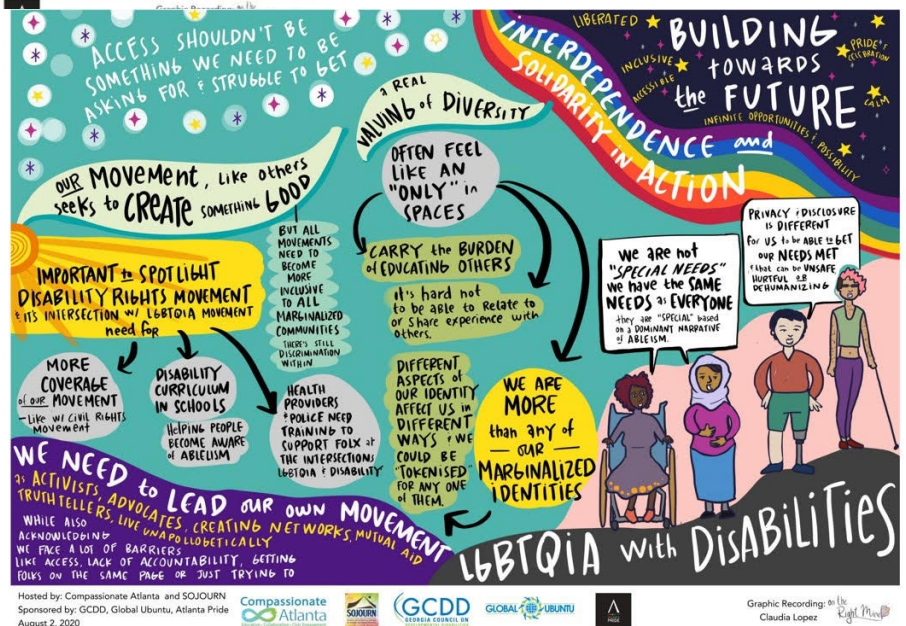 Graphic Recording: on the
ACCESS SHOULDN'T BE
SOMETHING WE NEED TO BE
ASKING FOR & STRUGGLE TO GET
A REAL
VALUING of DIVERSITY
INTERDEPENDENCE and
SOLIDARITY in ACTION
LIBERATED
INCLUSIVE
ACCESSIBLE
BUILDING
TOWARDS
the FUTURE
PRIDE'S
CELEBRATION
CALM
INFINITE OPPORTUNITIES & POSSIBILITY
OUR MOVEMENT, LIKE others
seeks to CREATE SOMETHING GOOD
BUT ALL
MOVEMENTS
NEED TO
BECOME
MORE
INCLUSIVE
TO ALL
MARGINALIZED
COMMUNITIES
THERE'S STILL
DISCRIMINATION
WITHIN
OFTEN FEEL
LIKE AN
"ONLY" in
SPACES
CARRY the BURDEN
of EDUCATING OTHERS
it's hard not
to be able to Relate to
or Share experience with
others.
DIFFERENT
ASPECTS of
OUR IDENTITY
AFFECT US in
DIFFERENT
WAYS & WE
COULD BE
"TOKENISED"
FOR ANY ONE
of THEM.
WE ARE
MORE
than any of
OUR
MARGINALIZED
IDENTITIES
IMPORTANT to SPOTLIGHT
DISABILITY RIGHTS MOVEMENT
& IT'S INTERSECTION W/ LGBTQIA MOVEMENT
need for
MORE
COVERAGE
of OUR MOVEMENT
- Like W/ CIVIL RIGHTS
Movement
DISABILITY
CURRICULUM
IN SCHOOLS
HELPING PEOPLE
BECOME AWARE
of ABLEISM
HEALTH
PROVIDERS
& POLICE NEED
TRAINING TO
SUPPORT FOLX at
THE INTERSECTIONS
LGBTQIA & DISABILITY
we are not
"SPECIAL NEEDS"
we have the SAME
NEEDS as EVERYONE
they are "SPECIAL" based
on a DOMINANT NARRATIVE
of ABLEISM.
PRIVACY & DISCLOSURE
IS DIFFERENT
for US to be ABLE to GET
OUR NEEDS MET
& that can be UNSAFE
HURTFUL OR
DEHUMANIZING
WE NEED to LEAD OUR OWN MOVEMENT
as ACTIVISTS, ADVOCATES, CREATING NETWORKS, MUTUAL AID
TRUTHTELLERS, LIVE UNAPOLLOGETICALLY
WHILE ALSO
ACKNOWLEDGING
WE FACE A LOT OF BARRIERS
LIKE ACCESS, LACK OF ACCOUNTABILITY, GETTING
FOLKS ON THE SAME PAGE OR JUST TRYING TO
LGBTQIA with DISABILITIES
Hosted by: Compassionate Atlanta and SOJOURN
Sponsored by: GCDD, Global Ubuntu, Atlanta Pride
August 2, 2020
Compassionate
Atlanta
SOJOURN
GCDD
GEORGIA COUNCIL ON
GLOBAL UBUNTU
PRIDE
Graphic Recording: on the Right Mind
Claudia Lopez